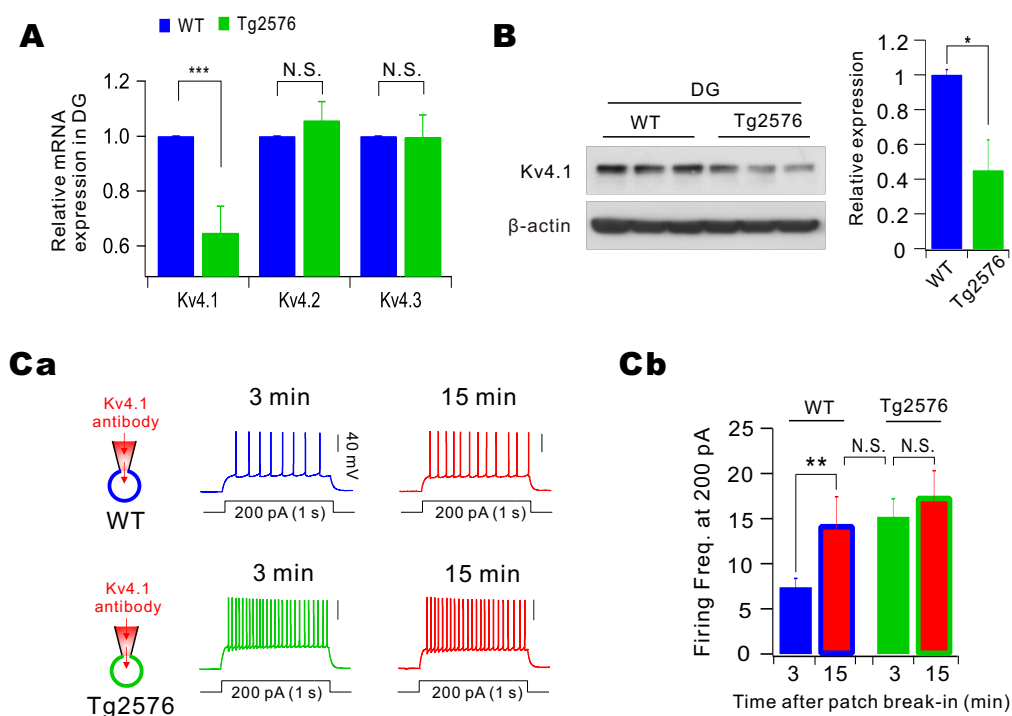 WT Tg2576
A
*** N.S. N.S.
1.2
1.0
0.8
0.6
Relative mRNA
expression in DG
Kv4.1 Kv4.2 Kv4.3
B
DG
WT Tg2576
Kv4.1
β-actin
*
1
0.8
0.6
0.4
0.2
0
Relative expression
WT
Tg2576
Ca
Kv4.1
antibody
WT
3 min 15 min
40 mV
200 pA (1 s) 200 pA (1 s)
Kv4.1
antibody
Tg2576
3 min 15 min
200 pA (1 s) 200 pA (1 s)
Cb
WT Tg2576
** N.S. N.S.
25
20
15
10
5
0
Firing Freq. at 200 pA
3 15 3 15
Time after patch break-in (min)